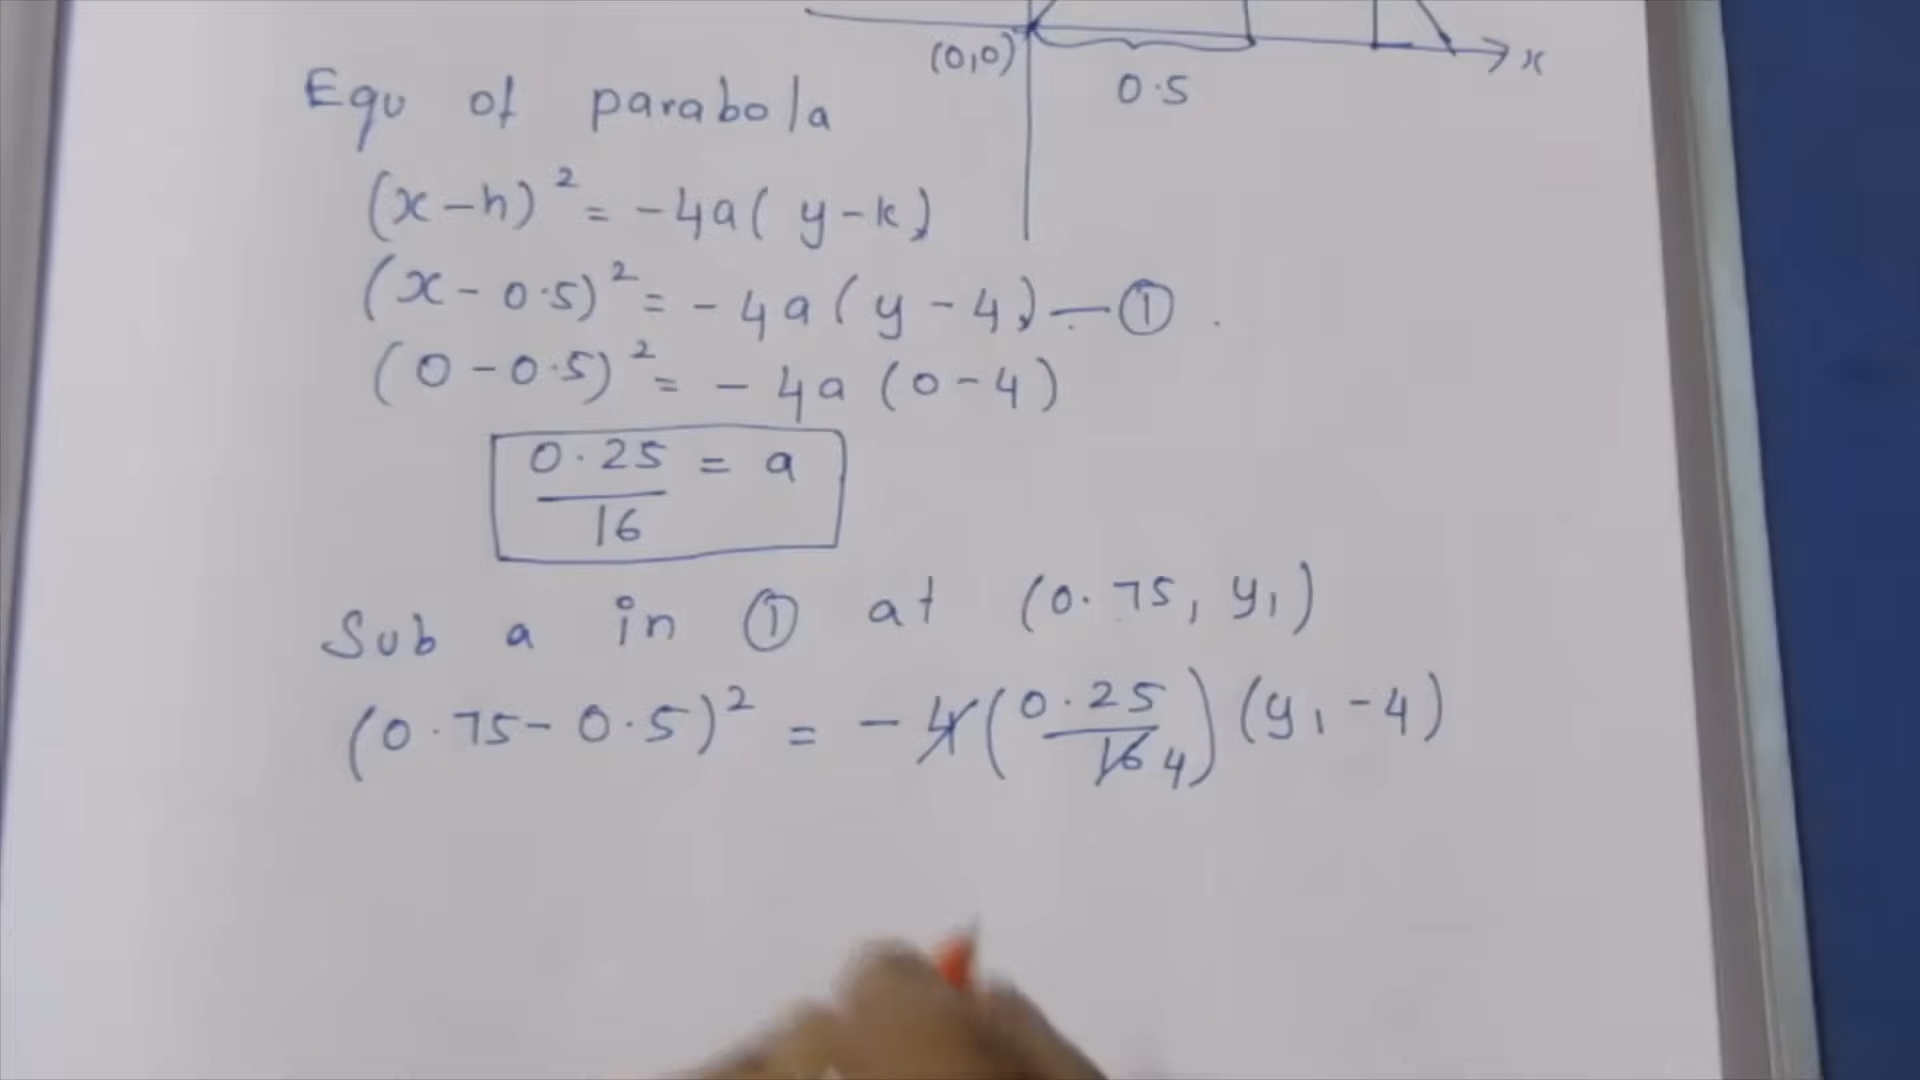 (0,0)
x
0.5
Equ of parabola
(x-h)² = -4a(y-k)
(x-0.5)² = -4a(y-4) — ①
(0-0.5)² = -4a(0-4)
0.25/16 = a
Sub a in ① at (0.75, y₁)
(0.75-0.5)² = -4(0.25/16 4)(y₁-4)